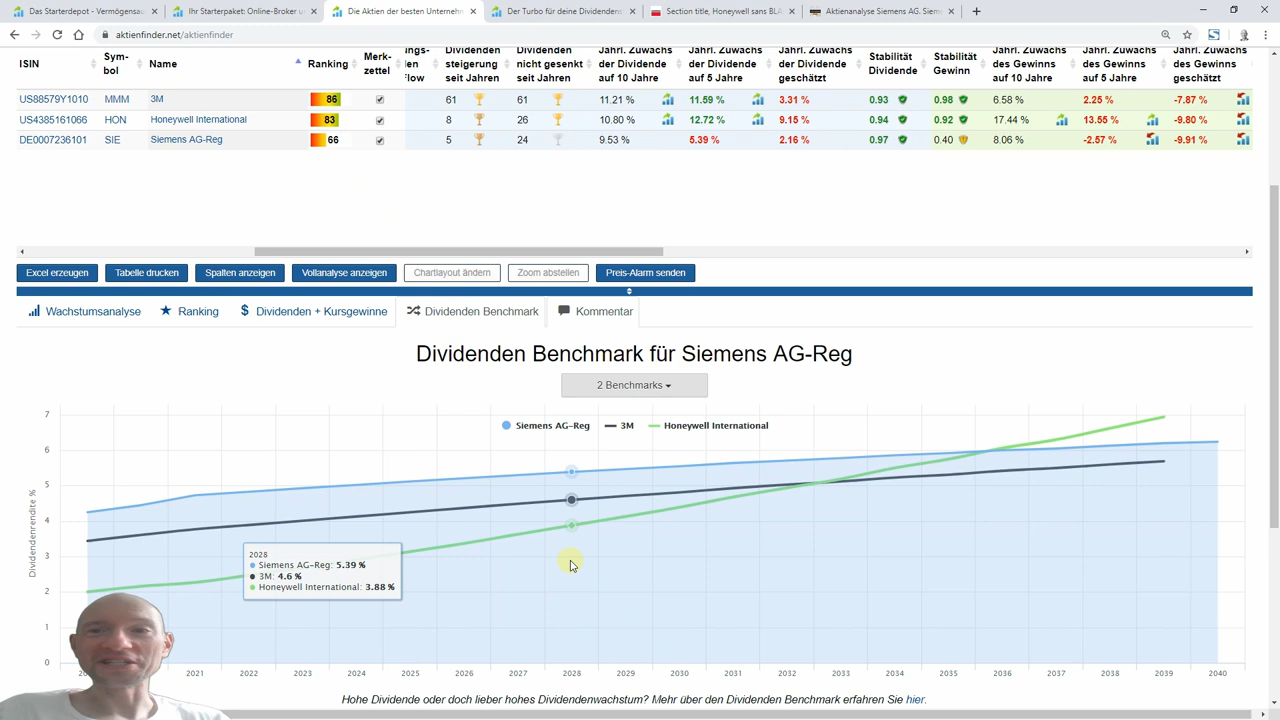 Das Starterdepot - Vermögensau
Ihr Starterpaket: Online-Broker u
Die Aktien der besten Unternehm
Der Turbo für deine Dividenden
Section title, Honeywell sans BLA
Aktienanalyse Siemens AG. Sieme
aktienfinder.net/aktienfinder
ISIN Sym-bol Name Ranking Merk-zettel ings-len Flow Dividenden steigerung seit Jahren Dividenden nicht gesenkt seit Jahren Jährl. Zuwachs der Dividende auf 10 Jahre Jährl. Zuwachs der Dividende auf 5 Jahre Jährl. Zuwachs der Dividende geschätzt Stabilität Dividende Stabilität Gewinn Jährl. Zuwachs des Gewinns auf 10 Jahre Jährl. Zuwachs des Gewinns auf 5 Jahre Jährl. Zuwachs des Gewinns geschätzt
US88579Y1010 MMM 3M 86 61 61 11.21 % 11.59 % 3.31 % 0.93 0.98 6.58 % 2.25 % -7.87 %
US4385161066 HON Honeywell International 83 8 26 10.80 % 12.72 % 9.15 % 0.94 0.92 17.44 % 13.55 % -9.80 %
DE0007236101 SIE Siemens AG-Reg 66 5 24 9.53 % 5.39 % 2.16 % 0.97 0.40 8.06 % -2.57 % -9.91 %
Excel erzeugen Tabelle drucken Spalten anzeigen Vollanalyse anzeigen Chartlayout ändern Zoom abstellen Preis-Alarm senden
Wachstumsanalyse Ranking Dividenden + Kursgewinne Dividenden Benchmark Kommentar
Dividenden Benchmark für Siemens AG-Reg
2 Benchmarks
Siemens AG-Reg 3M Honeywell International
Dividendenrendite %
7
6
5
4
3
2
1
0
2028
Siemens AG-Reg: 5.39 %
3M: 4.6 %
Honeywell International: 3.88 %
2021 2022 2023 2024 2025 2026 2027 2028 2029 2030 2031 2032 2033 2034 2035 2036 2037 2038 2039 2040
Hohe Dividende oder doch lieber hohes Dividendenwachstum? Mehr über den Dividenden Benchmark erfahren Sie hier.